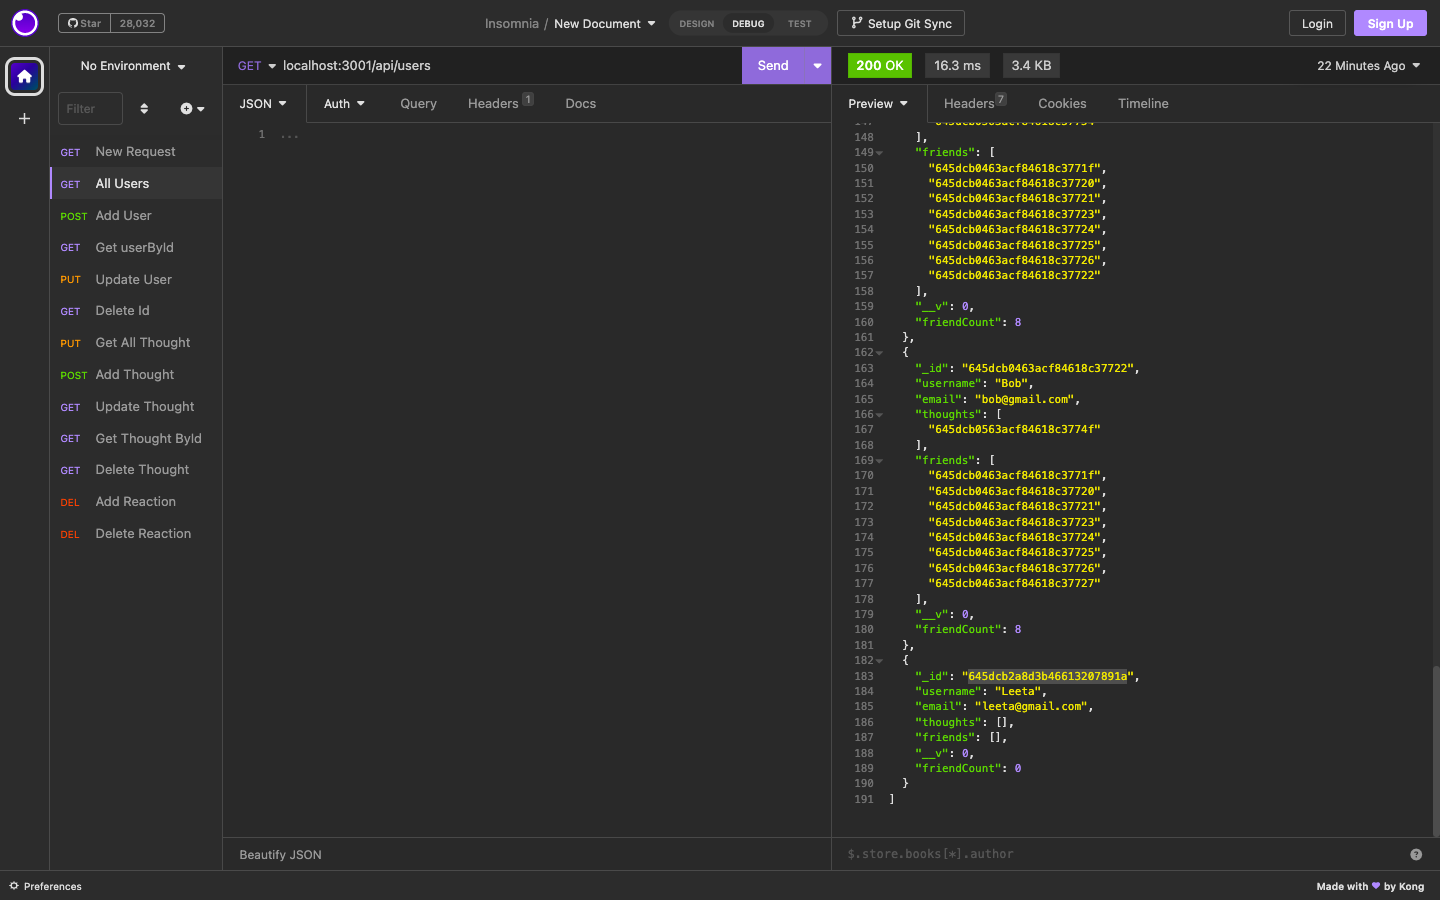 Star 28,032
Insomnia / New Document
DESIGN DEBUG TEST
Setup Git Sync
Login
Sign Up
No Environment
Filter
GET New Request
GET All Users
POST Add User
GET Get userById
PUT Update User
GET Delete Id
PUT Get All Thought
POST Add Thought
GET Update Thought
GET Get Thought ById
GET Delete Thought
DEL Add Reaction
DEL Delete Reaction
GET localhost:3001/api/users
Send
JSON Auth Query Headers 1 Docs
1 ...
Beautify JSON
200 OK 16.3 ms 3.4 KB 22 Minutes Ago
Preview Headers 7 Cookies Timeline
148 ],
149 "friends": [
150 "645dcb0463acf84618c3771f",
151 "645dcb0463acf84618c37720",
152 "645dcb0463acf84618c37721",
153 "645dcb0463acf84618c37723",
154 "645dcb0463acf84618c37724",
155 "645dcb0463acf84618c37725",
156 "645dcb0463acf84618c37726",
157 "645dcb0463acf84618c37722"
158 ],
159 "__v": 0,
160 "friendCount": 8
161 },
162 {
163 "_id": "645dcb0463acf84618c37722",
164 "username": "Bob",
165 "email": "bob@gmail.com",
166 "thoughts": [
167 "645dcb0563acf84618c3774f"
168 ],
169 "friends": [
170 "645dcb0463acf84618c3771f",
171 "645dcb0463acf84618c37720",
172 "645dcb0463acf84618c37721",
173 "645dcb0463acf84618c37723",
174 "645dcb0463acf84618c37724",
175 "645dcb0463acf84618c37725",
176 "645dcb0463acf84618c37726",
177 "645dcb0463acf84618c37727"
178 ],
179 "__v": 0,
180 "friendCount": 8
181 },
182 {
183 "_id": "645dcb2a8d3b46613207891a",
184 "username": "Leeta",
185 "email": "leeta@gmail.com",
186 "thoughts": [],
187 "friends": [],
188 "__v": 0,
189 "friendCount": 0
190 }
191 ]
$.store.books[*].author
Preferences
Made with 💜 by Kong